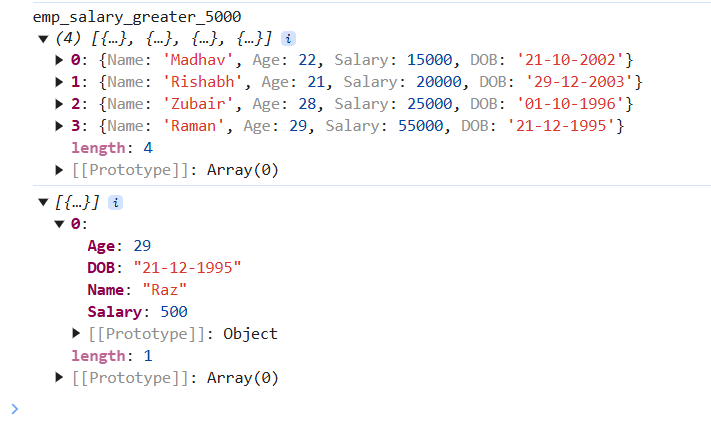 emp_salary_greater_5000
▼ (4) [{…}, {…}, {…}, {…}] i
▶ 0: {Name: 'Madhav', Age: 22, Salary: 15000, DOB: '21-10-2002'}
▶ 1: {Name: 'Rishabh', Age: 21, Salary: 20000, DOB: '29-12-2003'}
▶ 2: {Name: 'Zubair', Age: 28, Salary: 25000, DOB: '01-10-1996'}
▶ 3: {Name: 'Raman', Age: 29, Salary: 55000, DOB: '21-12-1995'}
length: 4
▶ [[Prototype]]: Array(0)
▼ [{…}] i
▼ 0:
Age: 29
DOB: "21-12-1995"
Name: "Raz"
Salary: 500
▶ [[Prototype]]: Object
length: 1
▶ [[Prototype]]: Array(0)
>